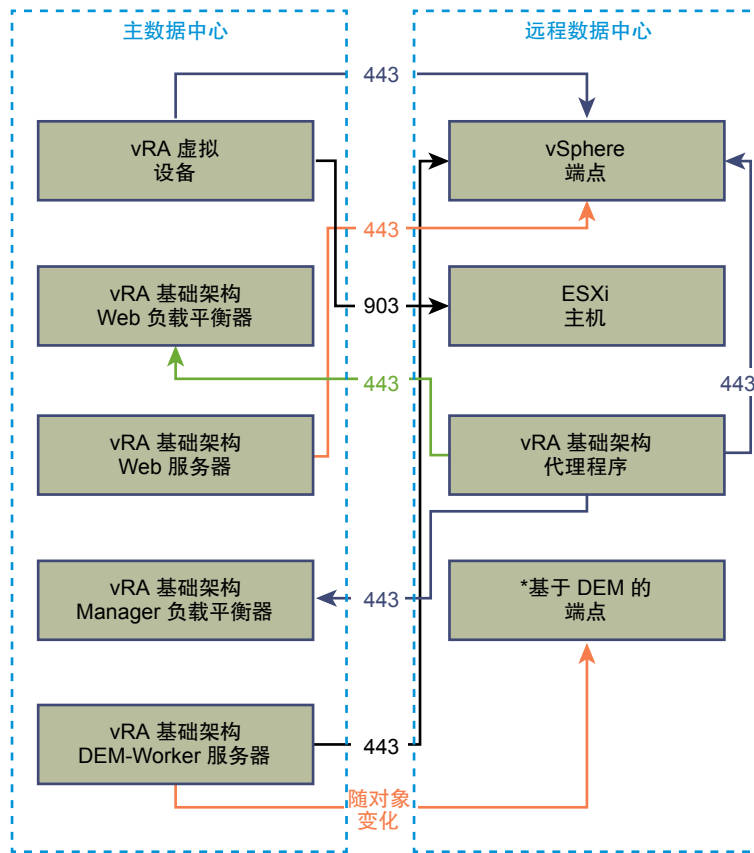 主数据中心
远程数据中心
443
vRA 虚拟
设备
vSphere
端点
443
vRA 基础架构
Web 负载平衡器
903
ESXi
主机
443
443
vRA 基础架构
Web 服务器
vRA 基础架构
代理程序
vRA 基础架构
Manager 负载平衡器
443
*基于 DEM 的
端点
vRA 基础架构
DEM-Worker 服务器
443
随对象
变化